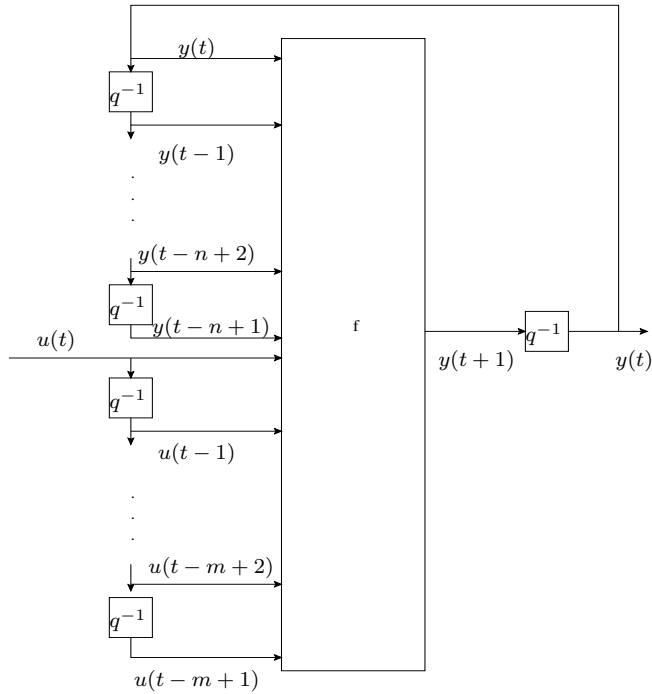 y(t)
q⁻¹
y(t − 1)
.
.
.
y(t − n + 2)
q⁻¹
y(t − n + 1)
u(t)
f
q⁻¹
y(t + 1)
y(t)
q⁻¹
u(t − 1)
.
.
.
u(t − m + 2)
q⁻¹
u(t − m + 1)